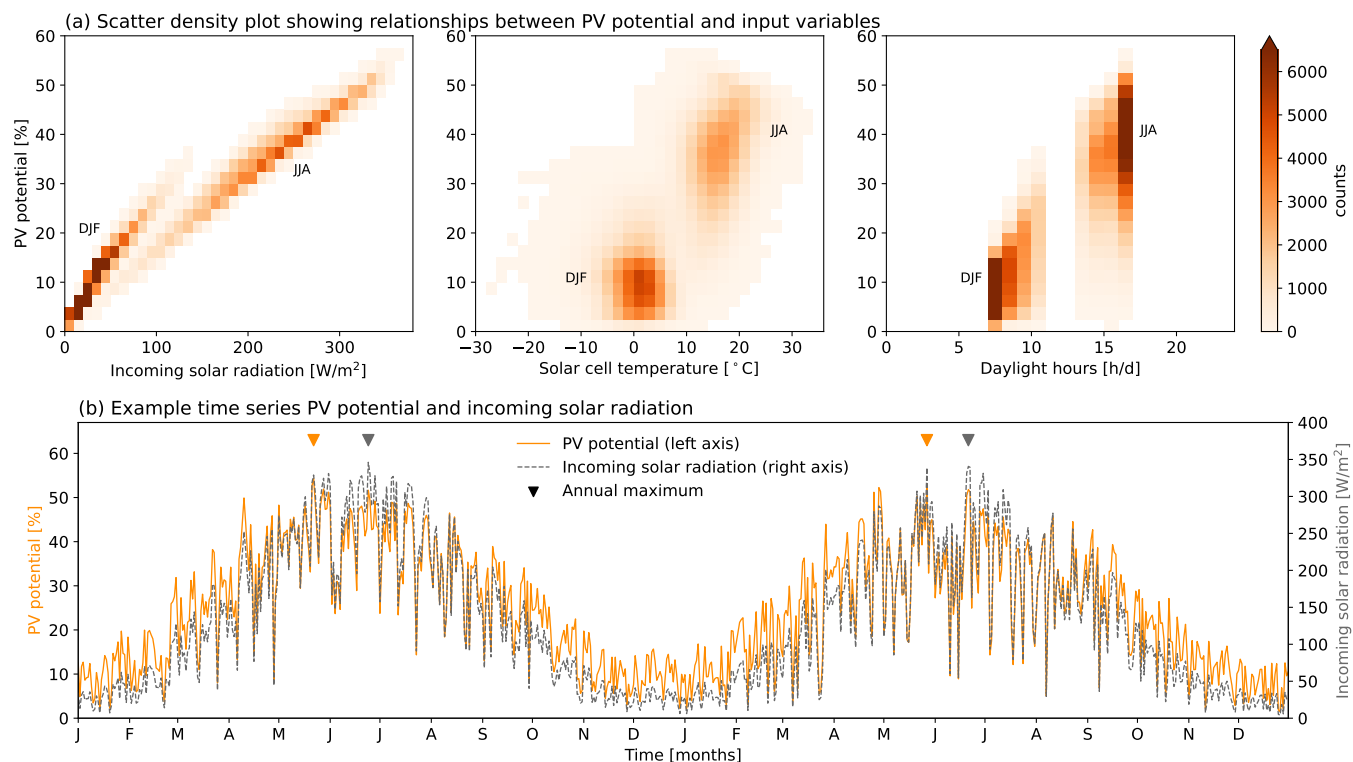 (a) Scatter density plot showing relationships between PV potential and input variables
PV potential [%]
60
50
40
30
20
10
0
DJF
JJA
0 100 200 300
Incoming solar radiation [W/m²]
60
50
40
30
20
10
0
DJF
JJA
−30 −20 −10 0 10 20 30
Solar cell temperature [°C]
60
50
40
30
20
10
0
DJF
JJA
0 5 10 15 20
Daylight hours [h/d]
6000
5000
4000
3000
2000
1000
0
counts
(b) Example time series PV potential and incoming solar radiation
PV potential [%]
60
50
40
30
20
10
0
PV potential (left axis)
Incoming solar radiation (right axis)
Annual maximum
400
350
300
250
200
150
100
50
0
Incoming solar radiation [W/m²]
J F M A M J J A S O N D J F M A M J J A S O N D
Time [months]